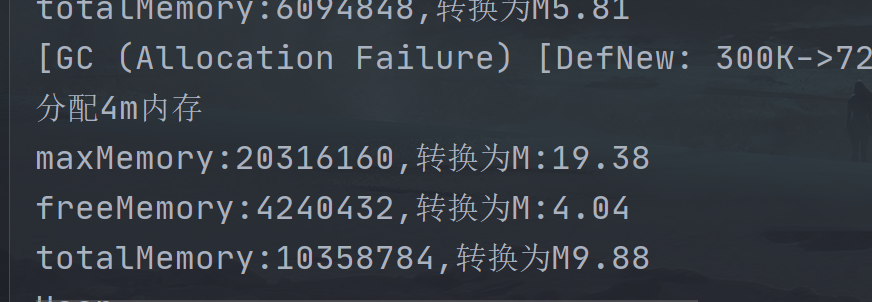 totalMemory:6094848,转换为M5.81
[GC (Allocation Failure) [DefNew: 300K->72
分配4m内存
maxMemory:20316160,转换为M:19.38
freeMemory:4240432,转换为M:4.04
totalMemory:10358784,转换为M9.88